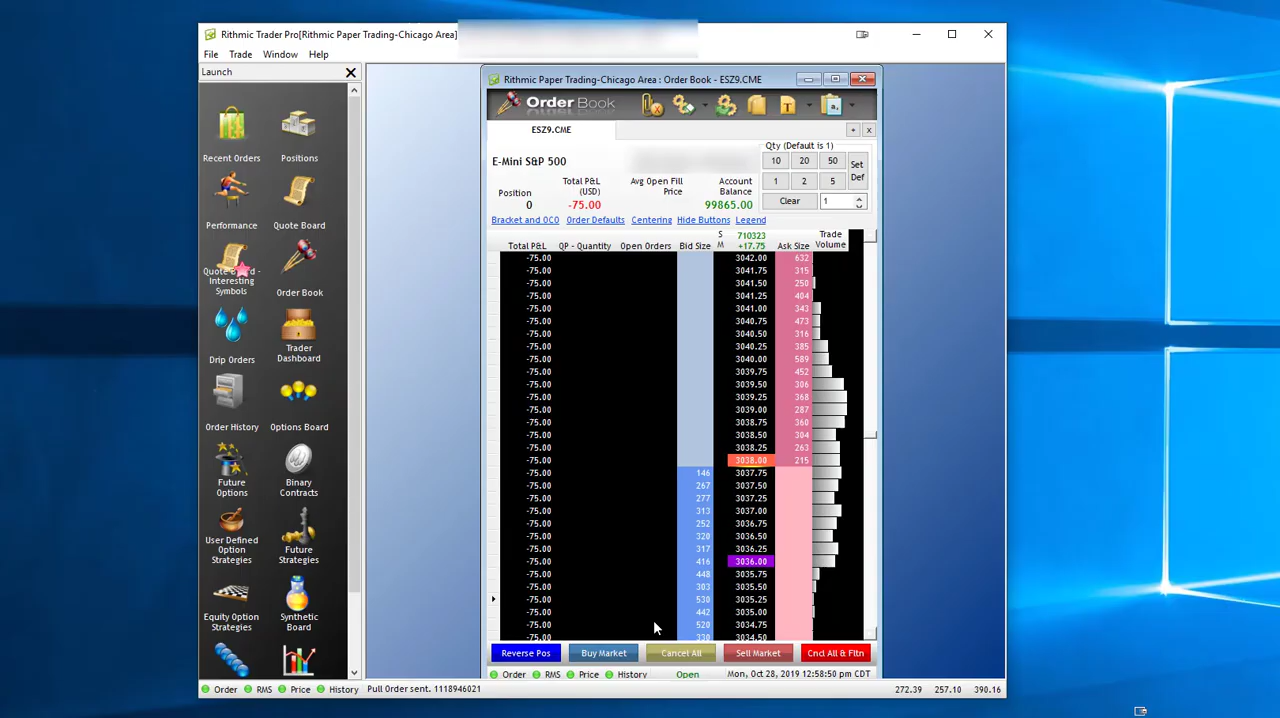 Rithmic Trader Pro[Rithmic Paper Trading-Chicago Area]
File Trade Window Help
Launch
Recent Orders
Positions
Performance
Quote Board
Quote Board - Interesting Symbols
Order Book
Drip Orders
Trader Dashboard
Order History
Options Board
Future Options
Binary Contracts
User Defined Option Strategies
Future Strategies
Equity Option Strategies
Synthetic Board
Rithmic Paper Trading-Chicago Area : Order Book - ESZ9.CME
Order Book
ESZ9.CME
E-Mini S&P 500
Qty (Default is 1)
10 20 50 Set Def
1 2 5
Clear 1
Position 0
Total P&L (USD) -75.00
Avg Open Fill Price
Account Balance 99865.00
Bracket and OCO Order Defaults Centering Hide Buttons Legend
Total P&L QP - Quantity Open Orders Bid Size S M 710323 +17.75 Ask Size Trade Volume
-75.00 3042.00 632
-75.00 3041.75 315
-75.00 3041.50 250
-75.00 3041.25 404
-75.00 3041.00 343
-75.00 3040.75 473
-75.00 3040.50 316
-75.00 3040.25 385
-75.00 3040.00 589
-75.00 3039.75 452
-75.00 3039.50 306
-75.00 3039.25 368
-75.00 3039.00 287
-75.00 3038.75 360
-75.00 3038.50 304
-75.00 3038.25 263
-75.00 3038.00 215
-75.00 146 3037.75
-75.00 267 3037.50
-75.00 277 3037.25
-75.00 313 3037.00
-75.00 252 3036.75
-75.00 320 3036.50
-75.00 317 3036.25
-75.00 416 3036.00
-75.00 448 3035.75
-75.00 303 3035.50
-75.00 530 3035.25
-75.00 442 3035.00
-75.00 520 3034.75
-75.00 330 3034.50
Reverse Pos Buy Market Cancel All Sell Market Cncl All & Fltn
Order RMS Price History Open Mon, Oct 28, 2019 12:58:50 pm CDT
Order RMS Price History Pull Order sent. 1118946021 272.39 257.10 390.16